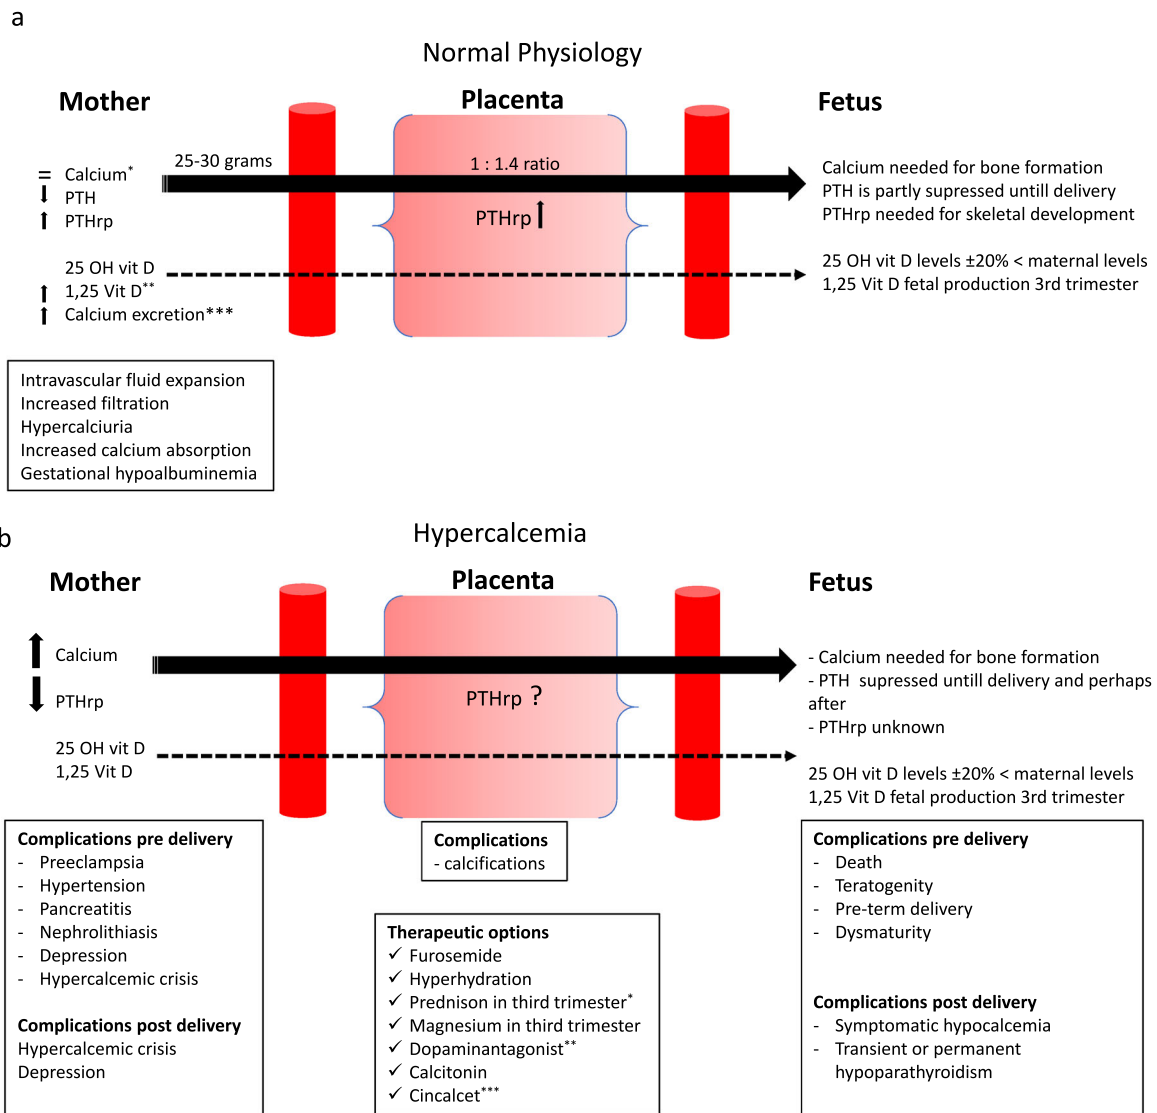 a
Normal Physiology
Mother
Placenta
Fetus
25-30 grams
1 : 1.4 ratio
= Calcium*
↓ PTH
↑ PTHrp
PTHrp ↑
Calcium needed for bone formation
PTH is partly supressed untill delivery
PTHrp needed for skeletal development
25 OH vit D
↑ 1,25 Vit D**
↑ Calcium excretion***
25 OH vit D levels ±20% < maternal levels
1,25 Vit D fetal production 3rd trimester
Intravascular fluid expansion
Increased filtration
Hypercalciuria
Increased calcium absorption
Gestational hypoalbuminemia
b
Hypercalcemia
Mother
Placenta
Fetus
↑ Calcium
↓ PTHrp
PTHrp ?
- Calcium needed for bone formation
- PTH supressed untill delivery and perhaps
after
- PTHrp unknown
25 OH vit D
1,25 Vit D
25 OH vit D levels ±20% < maternal levels
1,25 Vit D fetal production 3rd trimester
Complications pre delivery
- Preeclampsia
- Hypertension
- Pancreatitis
- Nephrolithiasis
- Depression
- Hypercalcemic crisis
Complications post delivery
Hypercalcemic crisis
Depression
Complications
- calcifications
Therapeutic options
✓ Furosemide
✓ Hyperhydration
✓ Prednison in third trimester*
✓ Magnesium in third trimester
✓ Dopaminantagonist**
✓ Calcitonin
✓ Cincalcet***
Complications pre delivery
- Death
- Teratogenity
- Pre-term delivery
- Dysmaturity
Complications post delivery
- Symptomatic hypocalcemia
- Transient or permanent
hypoparathyroidism